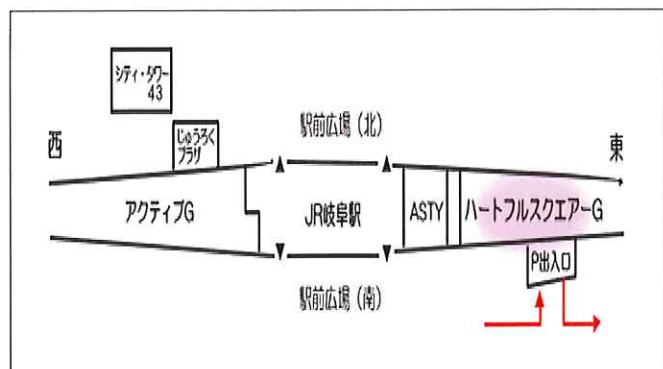 シティ・タワー
43
じゅうろく
プラザ
西
駅前広場(北)
東
アクティブG
JR岐阜駅
ASTY
ハートフルスクエアーG
P出入口
駅前広場(南)